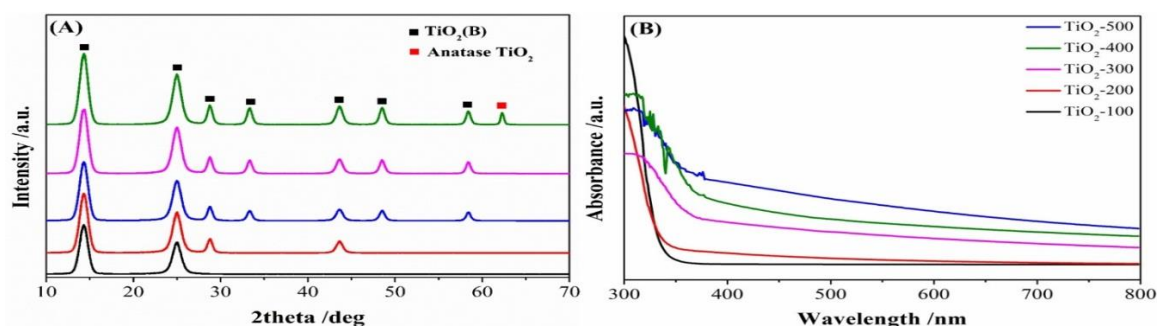 (A)
TiO₂(B)
Anatase TiO₂
Intensity /a.u.
10 20 30 40 50 60 70
2theta /deg
(B)
TiO₂-500
TiO₂-400
TiO₂-300
TiO₂-200
TiO₂-100
Absorbance /a.u.
300 400 500 600 700 800
Wavelength /nm